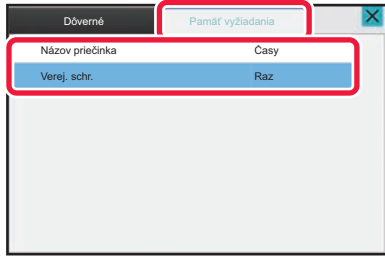 Dôverné Pamäť vyžiadania
Názov priečinka Časy
Verej. schr. Raz